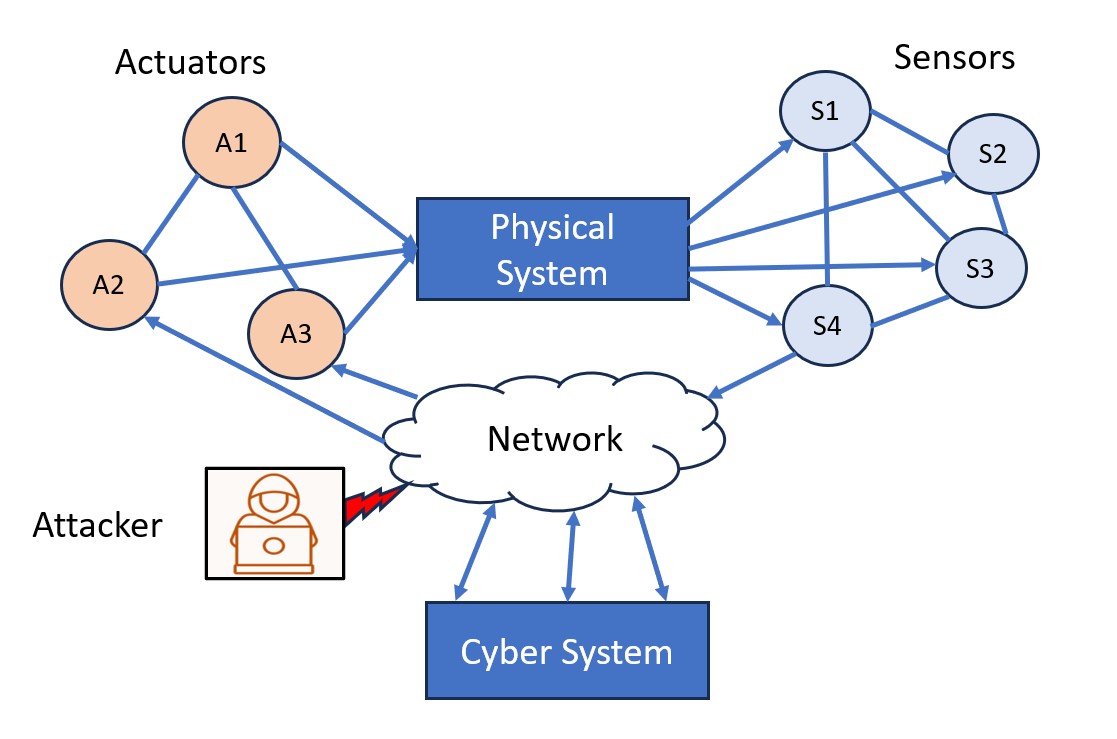 Actuators
Sensors
A1
A2
A3
Physical
System
S1
S2
S3
S4
Network
Attacker
Cyber System